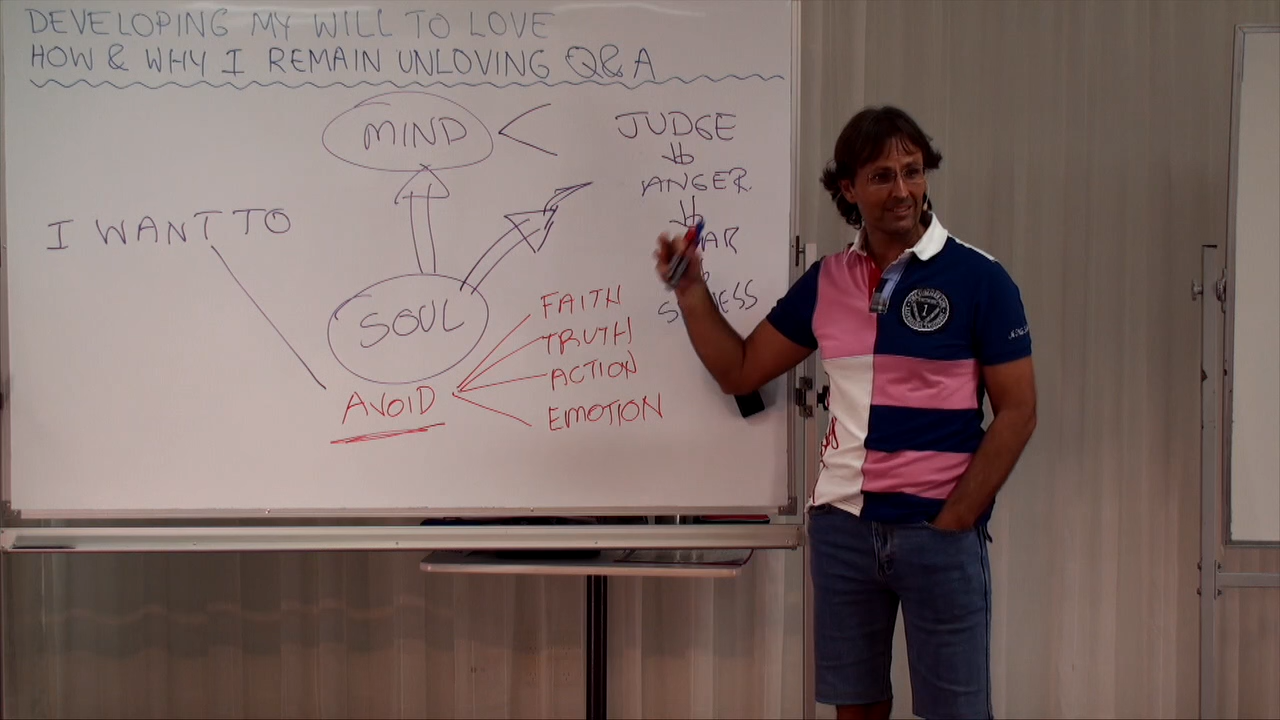 DEVELOPING MY WILL TO LOVE
HOW & WHY I REMAIN UNLOVING Q&A
MIND
JUDGE
ANGER
I WANT TO
SOUL
FAITH
TRUTH
ACTION
AVOID
EMOTION